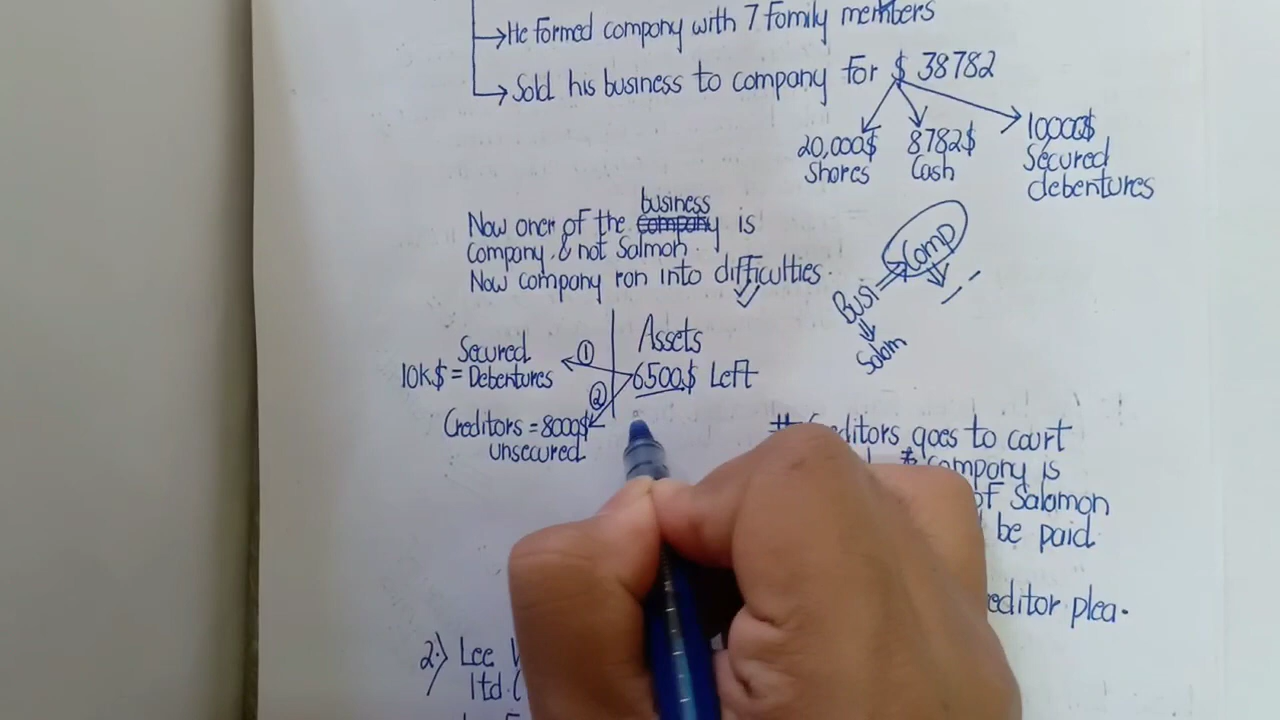 He formed company with 7 family members
Sold his business to company for $ 38782
20,000$
Shores
8782$
Cash
10000$
Secured
debentures
business
Now oner of the company is
company & not Salmon.
Now company ron into difficulties.
Comp
Busi
Salom
Assets
6500$ Left
1
2
Secured
10k$ = Debentures
Creditors = 8000$
unsecured
# Creditors goes to court
company is
of Salomon
be paid
editor plea.
2.) Lee
ltd (